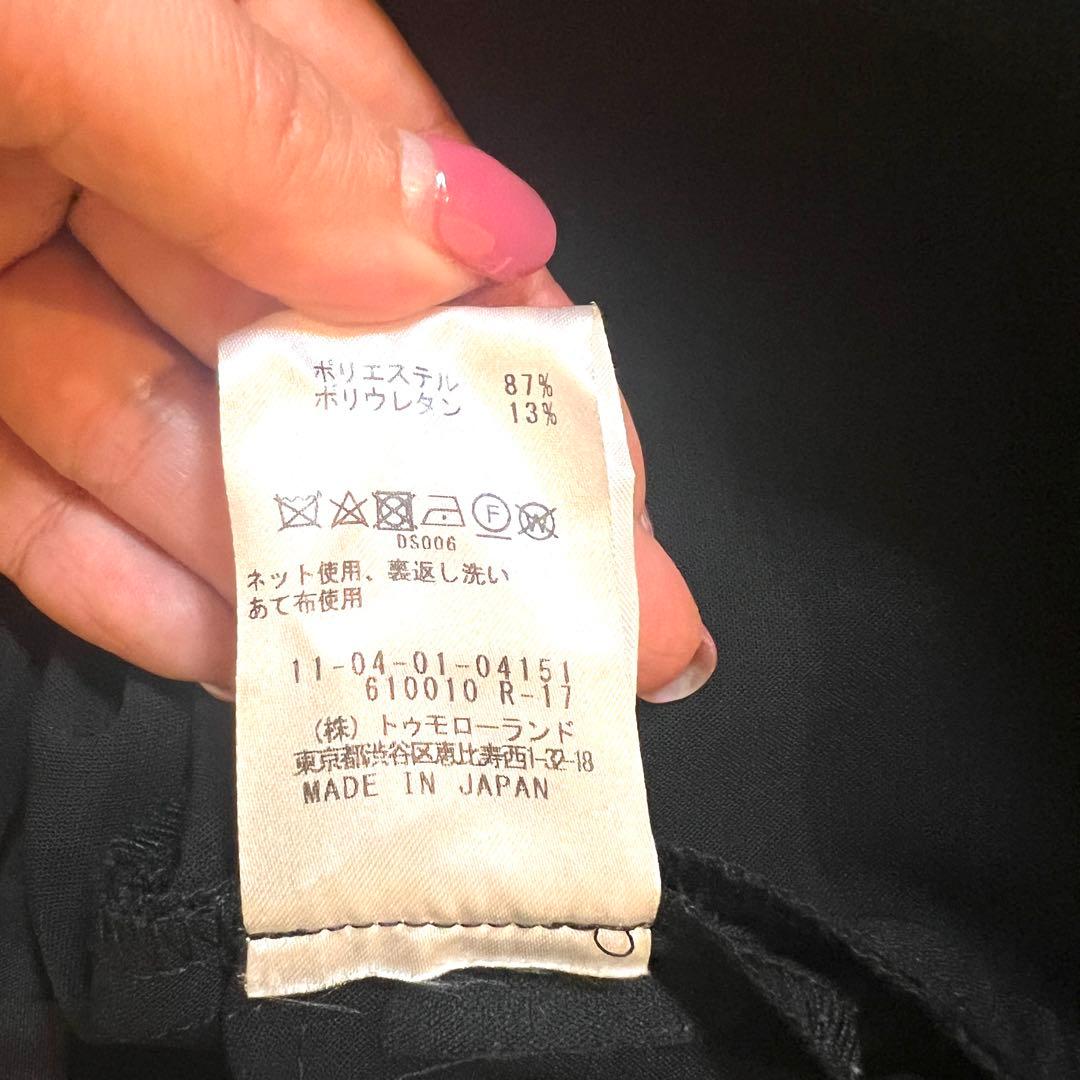 ポリエステル 87%
ポリウレタン 13%
F W
DS006
ネット使用、裏返し洗い
あて布使用
11-04-01-04151
610010 R-17
(株) トゥモローランド
東京都渋谷区恵比寿西1-32-18
MADE IN JAPAN